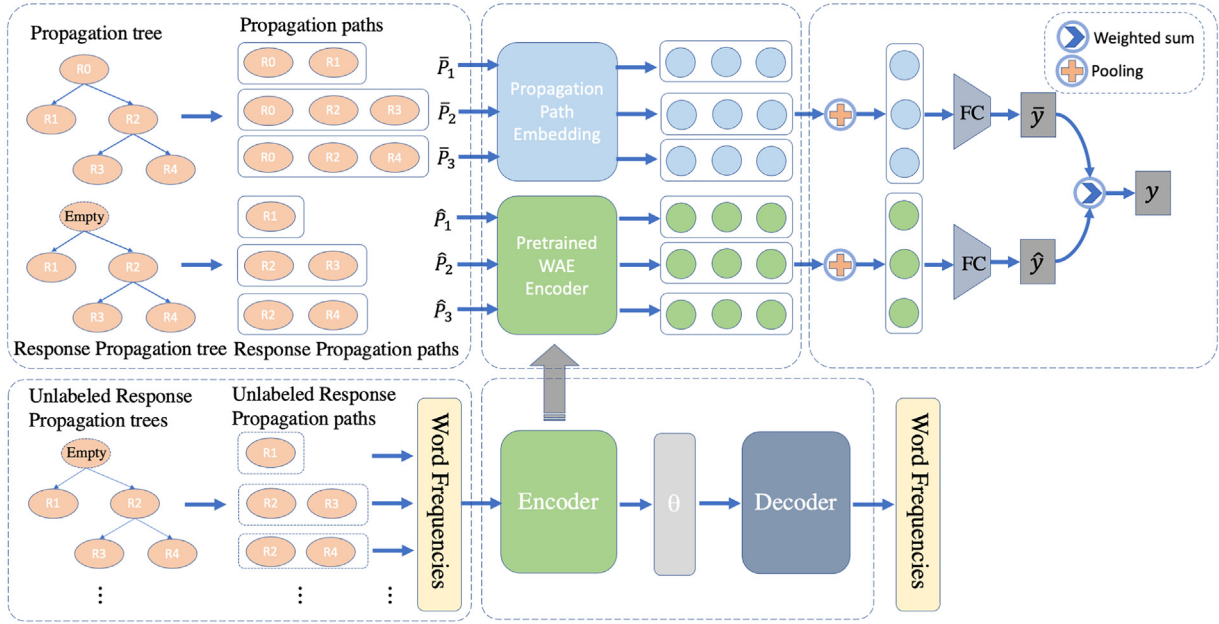 Propagation tree
Propagation paths
R0
R1
R2
R3
R4
R0 R1
R0 R2 R3
R0 R2 R4
P̄₁
P̄₂
P̄₃
Propagation
Path
Embedding
FC
ȳ
Weighted sum
Pooling
y
Empty
R1
R2
R3
R4
R1
R2 R3
R2 R4
P̂₁
P̂₂
P̂₃
Pretrained
WAE
Encoder
FC
ŷ
Response Propagation tree
Response Propagation paths
Unlabeled Response
Propagation trees
Unlabeled Response
Propagation paths
Empty
R1
R2
R3
R4
⋮
R1
R2 R3
R2 R4
⋮
⋮
Word Frequencies
Encoder
θ
Decoder
Word Frequencies